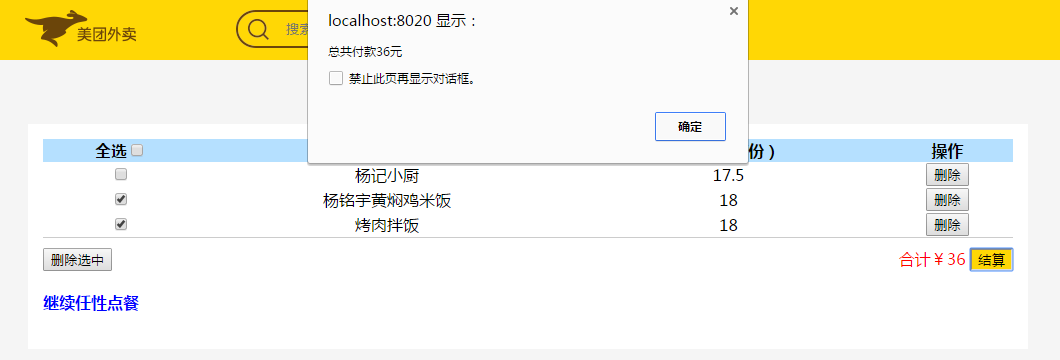 美团外卖
搜索
localhost:8020 显示：
总共付款36元
禁止此页再显示对话框。
确定
全选 份） 操作
杨记小厨 17.5 删除
杨铭宇黄焖鸡米饭 18 删除
烤肉拌饭 18 删除
删除选中 合计￥36 结算
继续任性点餐